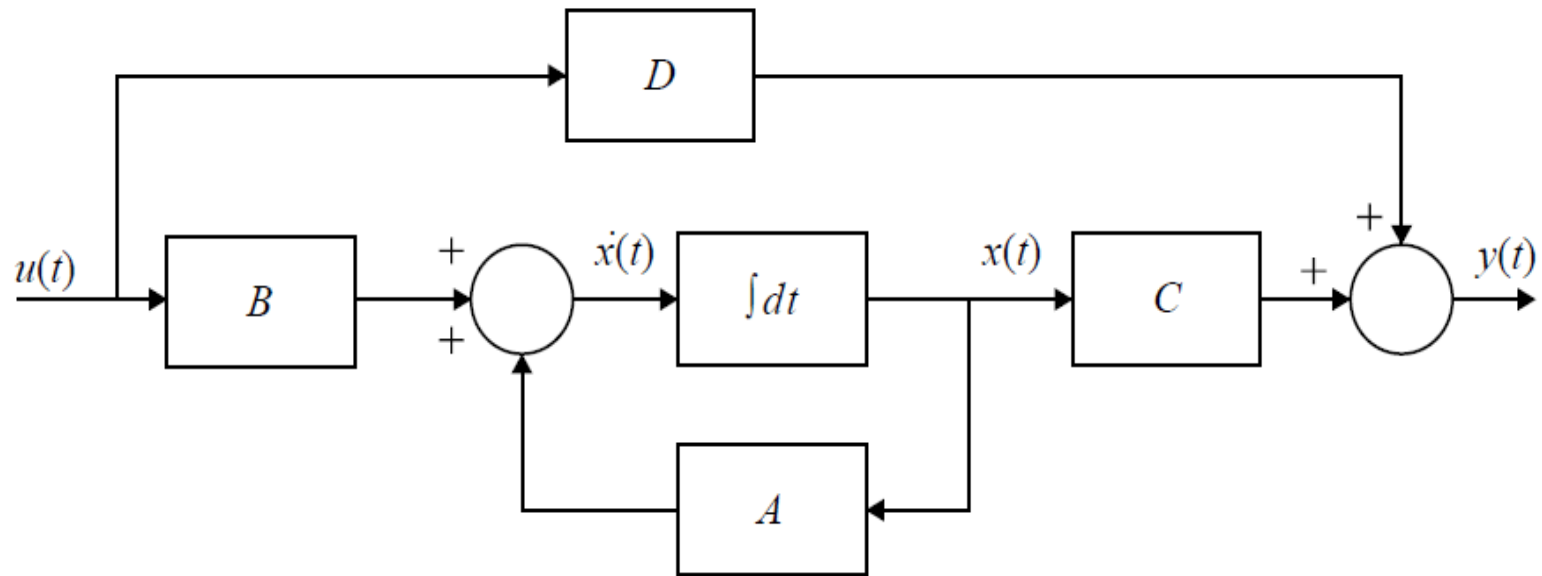 D
+
u(t)
B
+
+
ẋ(t)
∫dt
x(t)
C
+
y(t)
A